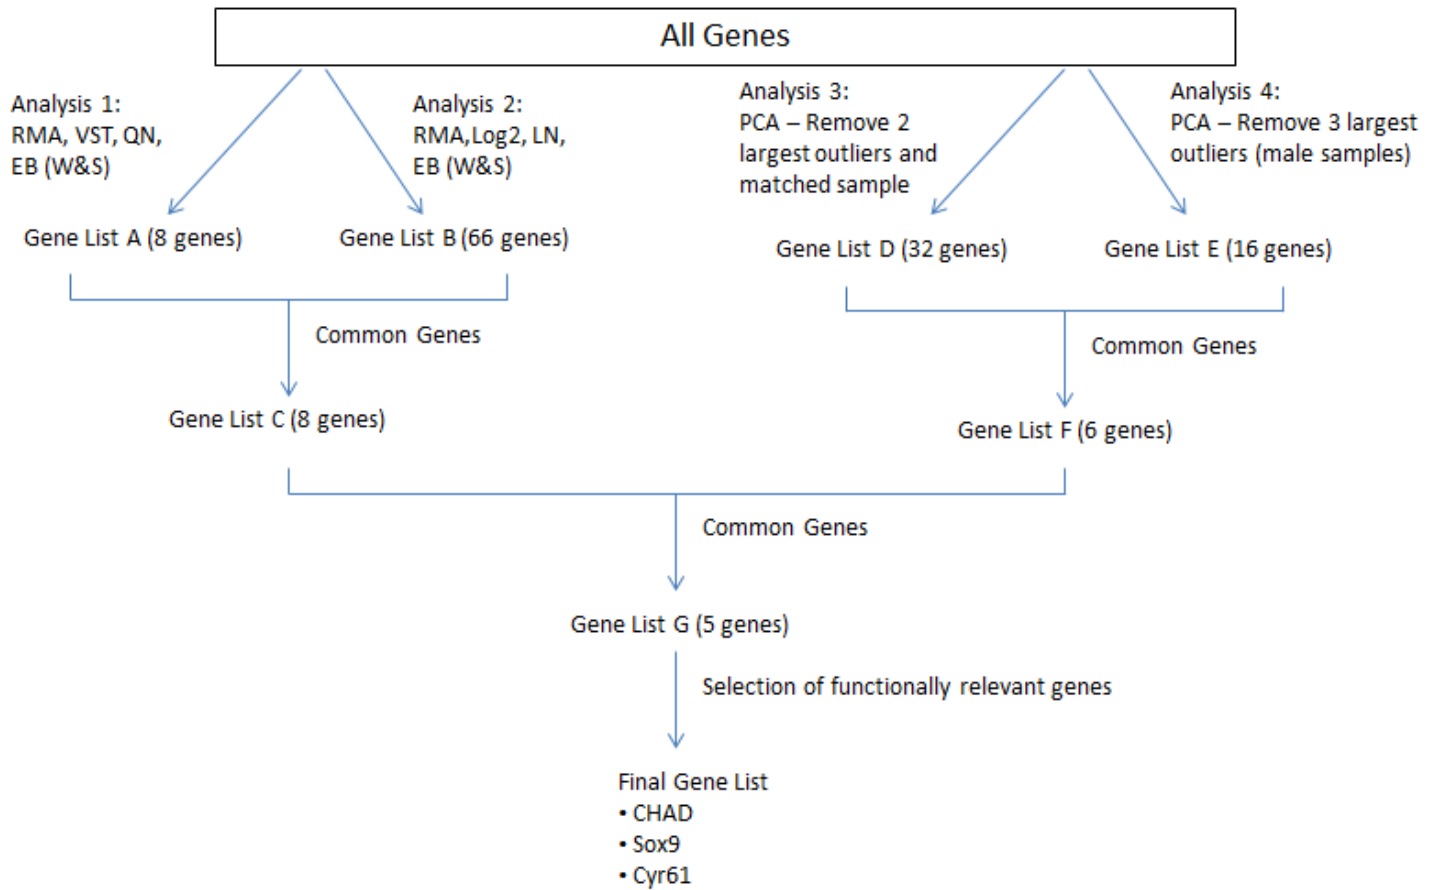 All Genes
Analysis 1:
RMA, VST, QN,
EB (W&S)
Analysis 2:
RMA,Log2, LN,
EB (W&S)
Analysis 3:
PCA – Remove 2
largest outliers and
matched sample
Analysis 4:
PCA – Remove 3 largest
outliers (male samples)
Gene List A (8 genes)
Gene List B (66 genes)
Gene List D (32 genes)
Gene List E (16 genes)
Common Genes
Common Genes
Gene List C (8 genes)
Gene List F (6 genes)
Common Genes
Gene List G (5 genes)
Selection of functionally relevant genes
Final Gene List
• CHAD
• Sox9
• Cyr61